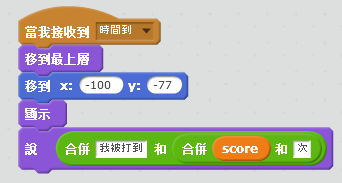 當我接收到 時間到
移到最上層
移到 x: -100 y: -77
顯示
說 合併 我被打到 和 合併 score 和 次